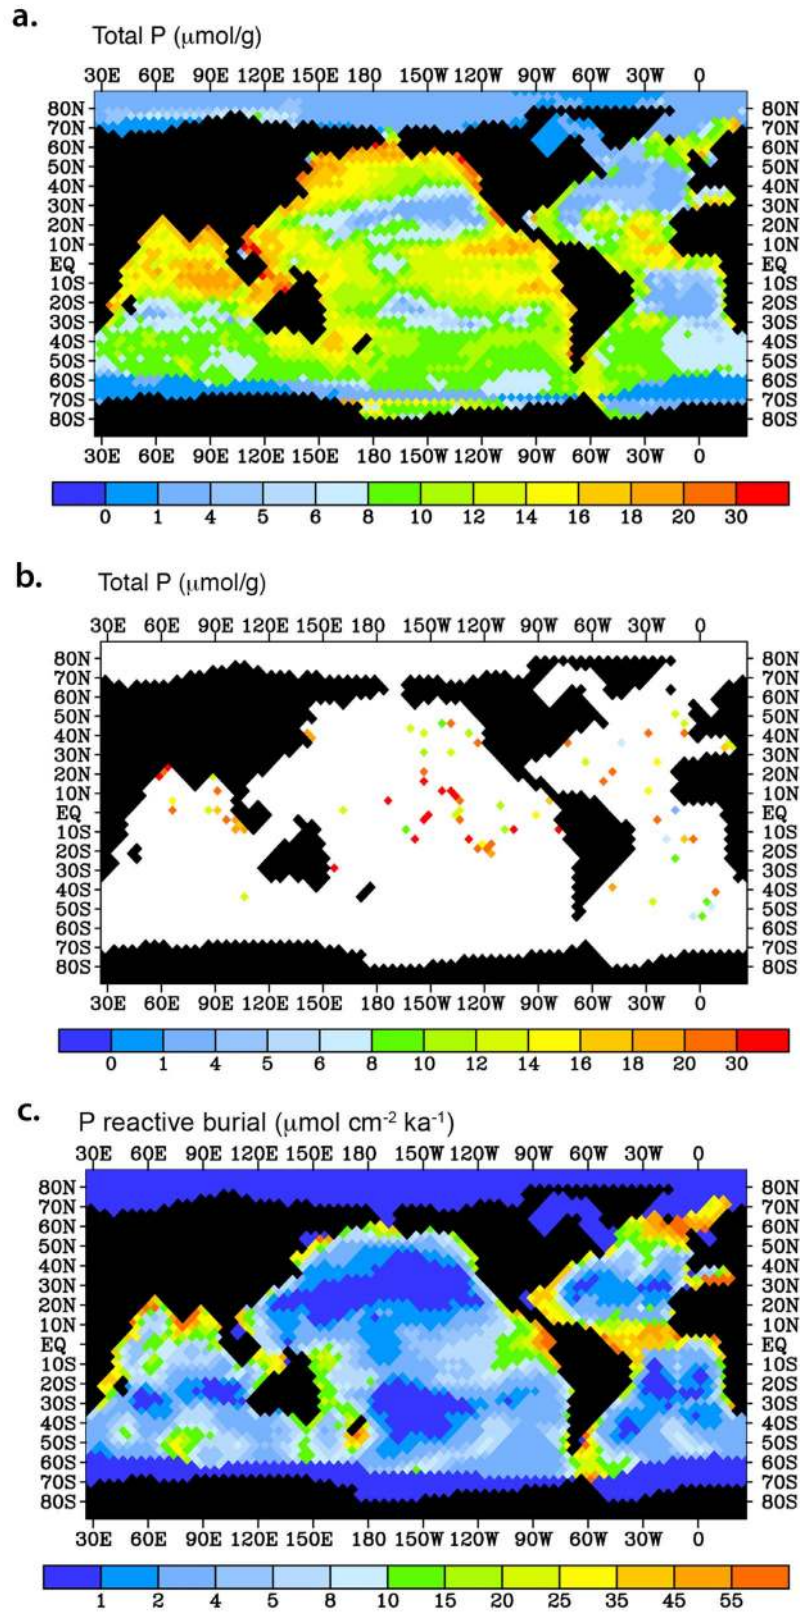 a.
Total P (μmol/g)
30E 60E 90E 120E 150E 180 150W 120W 90W 60W 30W 0
80N 80N
70N 70N
60N 60N
50N 50N
40N 40N
30N 30N
20N 20N
10N 10N
EQ EQ
10S 10S
20S 20S
30S 30S
40S 40S
50S 50S
60S 60S
70S 70S
80S 80S
30E 60E 90E 120E 150E 180 150W 120W 90W 60W 30W 0
0 1 4 5 6 8 10 12 14 16 18 20 30
b.
Total P (μmol/g)
30E 60E 90E 120E 150E 180 150W 120W 90W 60W 30W 0
80N 80N
70N 70N
60N 60N
50N 50N
40N 40N
30N 30N
20N 20N
10N 10N
EQ EQ
10S 10S
20S 20S
30S 30S
40S 40S
50S 50S
60S 60S
70S 70S
80S 80S
30E 60E 90E 120E 150E 180 150W 120W 90W 60W 30W 0
0 1 4 5 6 8 10 12 14 16 18 20 30
c.
P reactive burial (μmol cm⁻² ka⁻¹)
30E 60E 90E 120E 150E 180 150W 120W 90W 60W 30W 0
80N 80N
70N 70N
60N 60N
50N 50N
40N 40N
30N 30N
20N 20N
10N 10N
EQ EQ
10S 10S
20S 20S
30S 30S
40S 40S
50S 50S
60S 60S
70S 70S
80S 80S
30E 60E 90E 120E 150E 180 150W 120W 90W 60W 30W 0
1 2 4 5 8 10 15 20 25 35 45 55